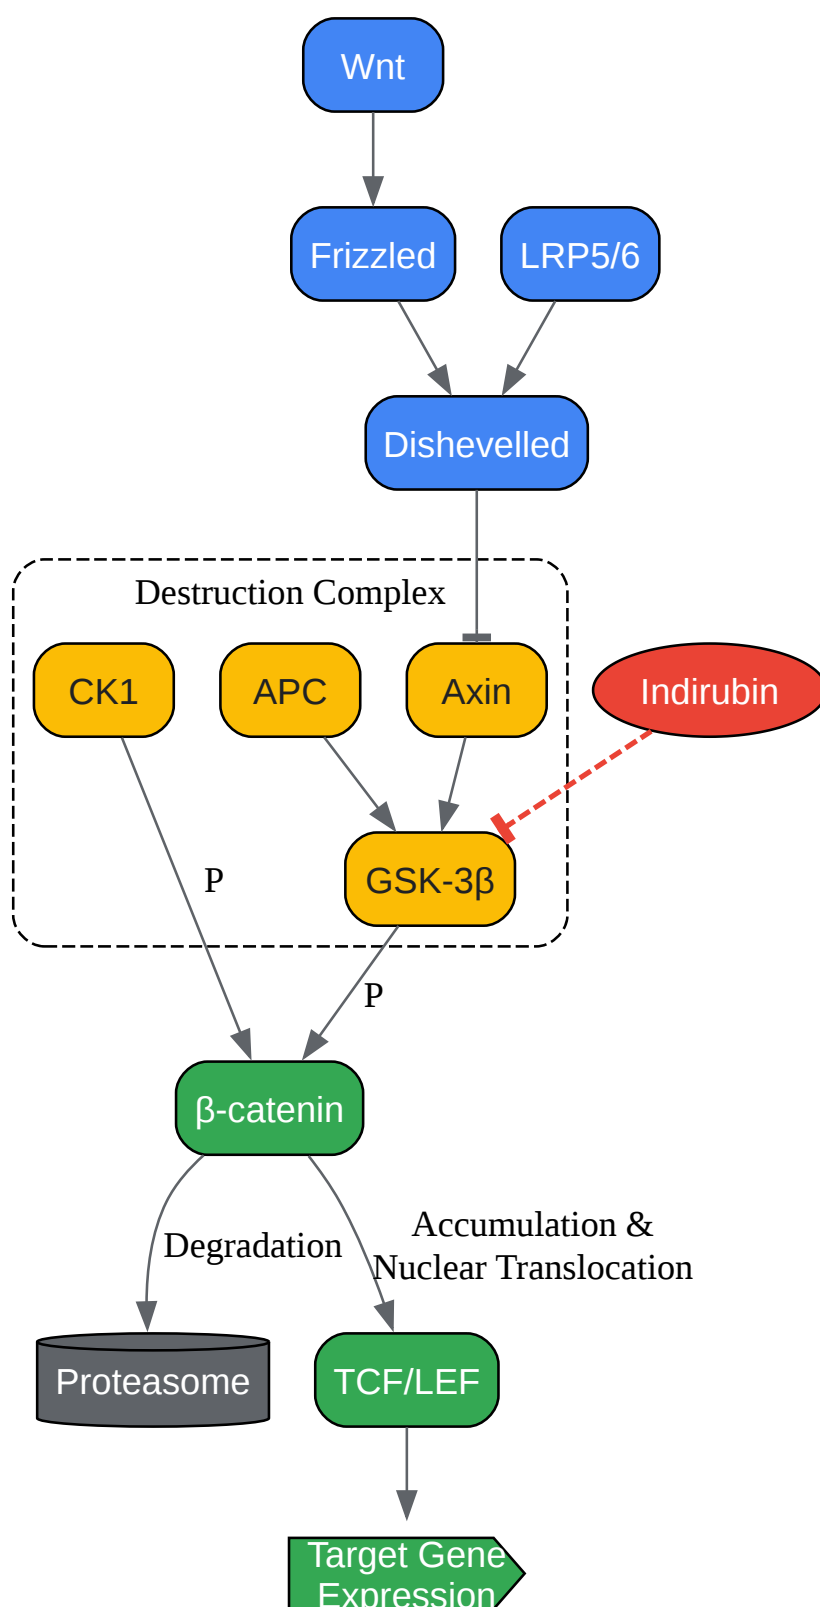 Wnt
Frizzled
LRP5/6
Dishevelled
Destruction Complex
CK1
APC
Axin
Indirubin
P
GSK-3β
P
β-catenin
Degradation
Accumulation &
Nuclear Translocation
Proteasome
TCF/LEF
Target Gene
Expression